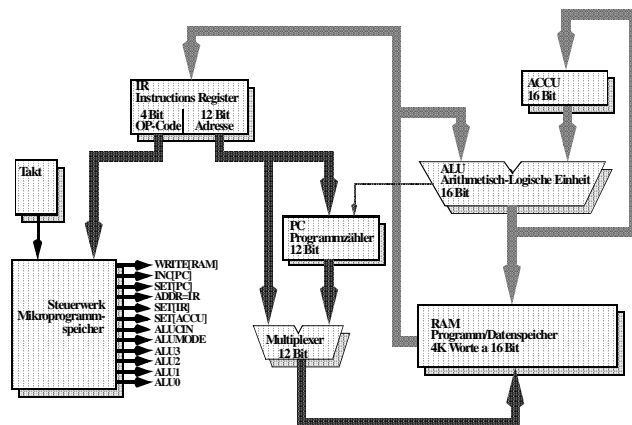 IR
Instructions Register
4 Bit 12 Bit
OP-Code Adresse
ACCU
16 Bit
Takt
ALU
Arithmetisch-Logische Einheit
16 Bit
PC
Programmzähler
12 Bit
Steuerwerk
Mikroprogramm-
speicher
WRITE[RAM]
INC[PC]
SET[PC]
ADDR=IR
SET[IR]
SET[ACCU]
ALUCIN
ALUMODE
ALU3
ALU2
ALU1
ALU0
Multiplexer
12 Bit
RAM
Programm/Datenspeicher
4K Worte a 16 Bit